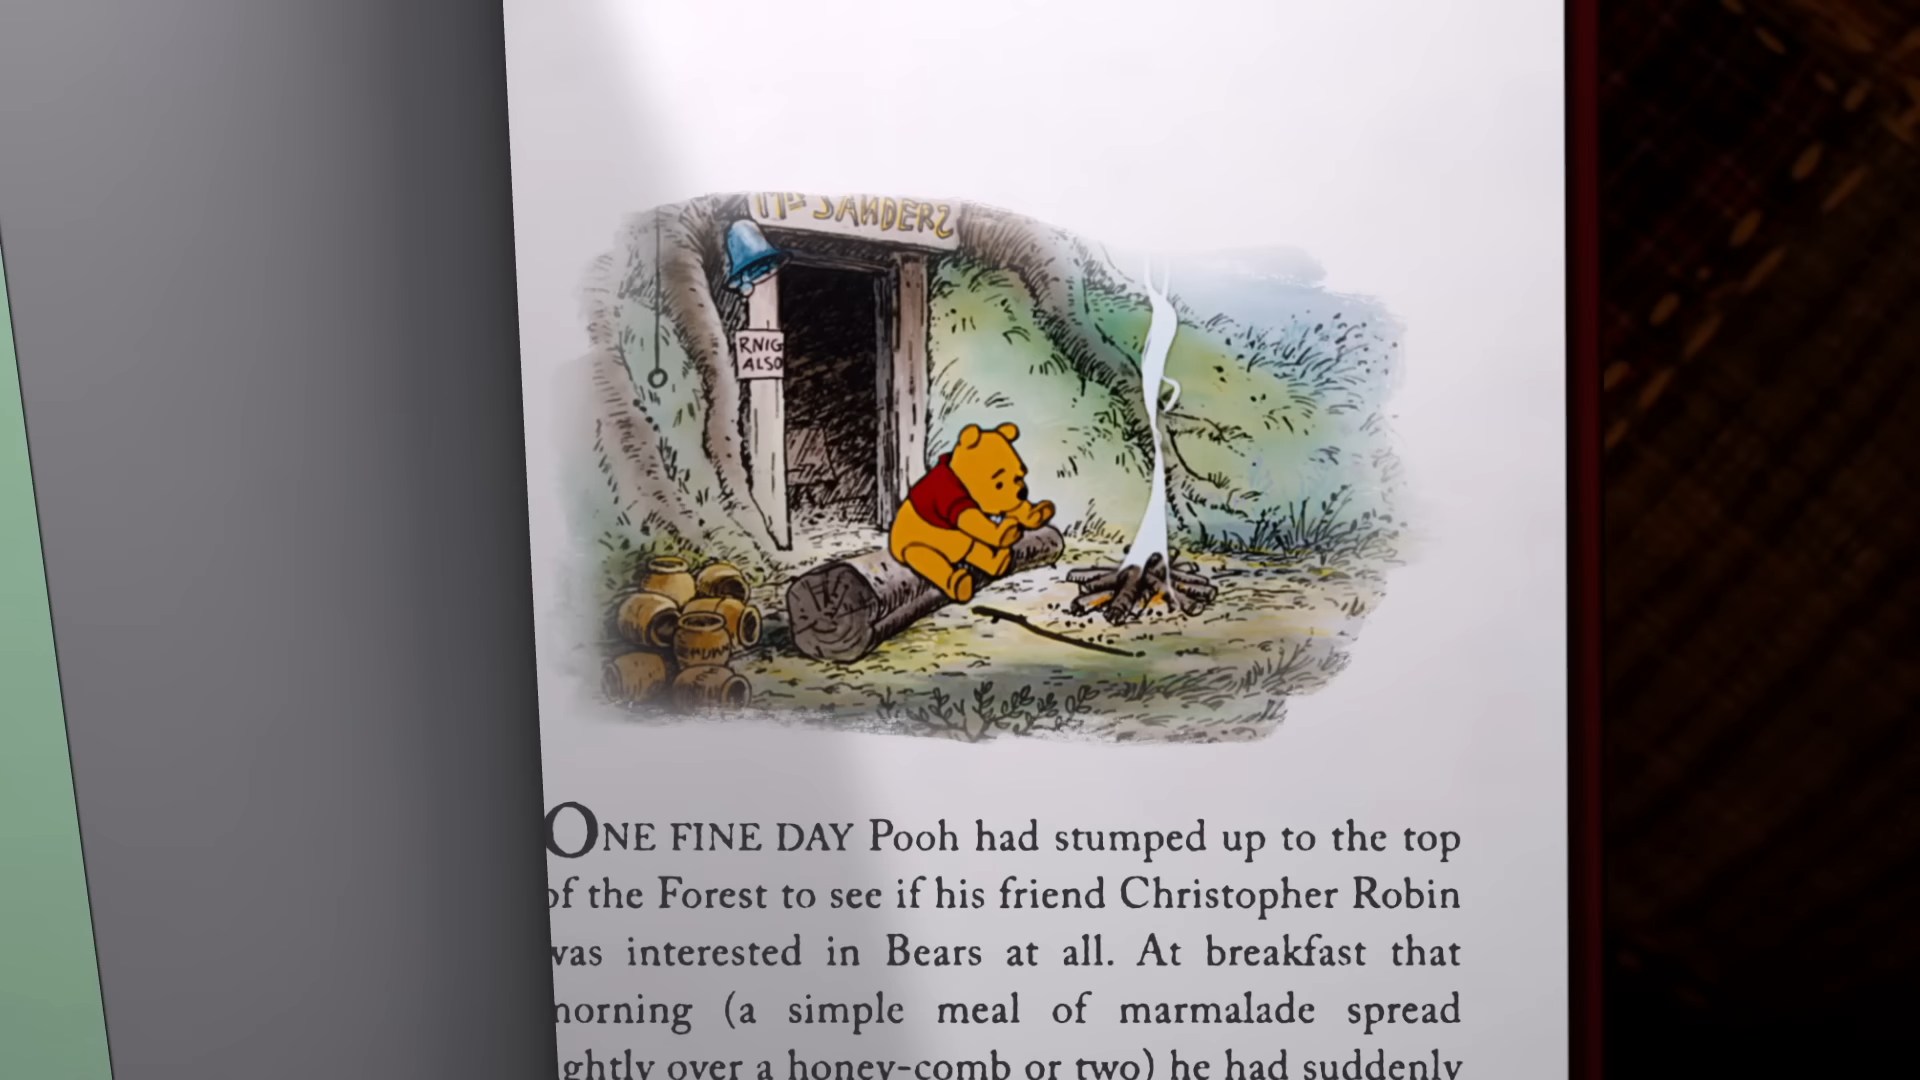 Mr SANDERS
RNIG
ALSO
ONE FINE DAY Pooh had stumped up to the top
of the Forest to see if his friend Christopher Robin
was interested in Bears at all. At breakfast that
morning (a simple meal of marmalade spread
ghtly over a honey-comb or two) he had suddenly